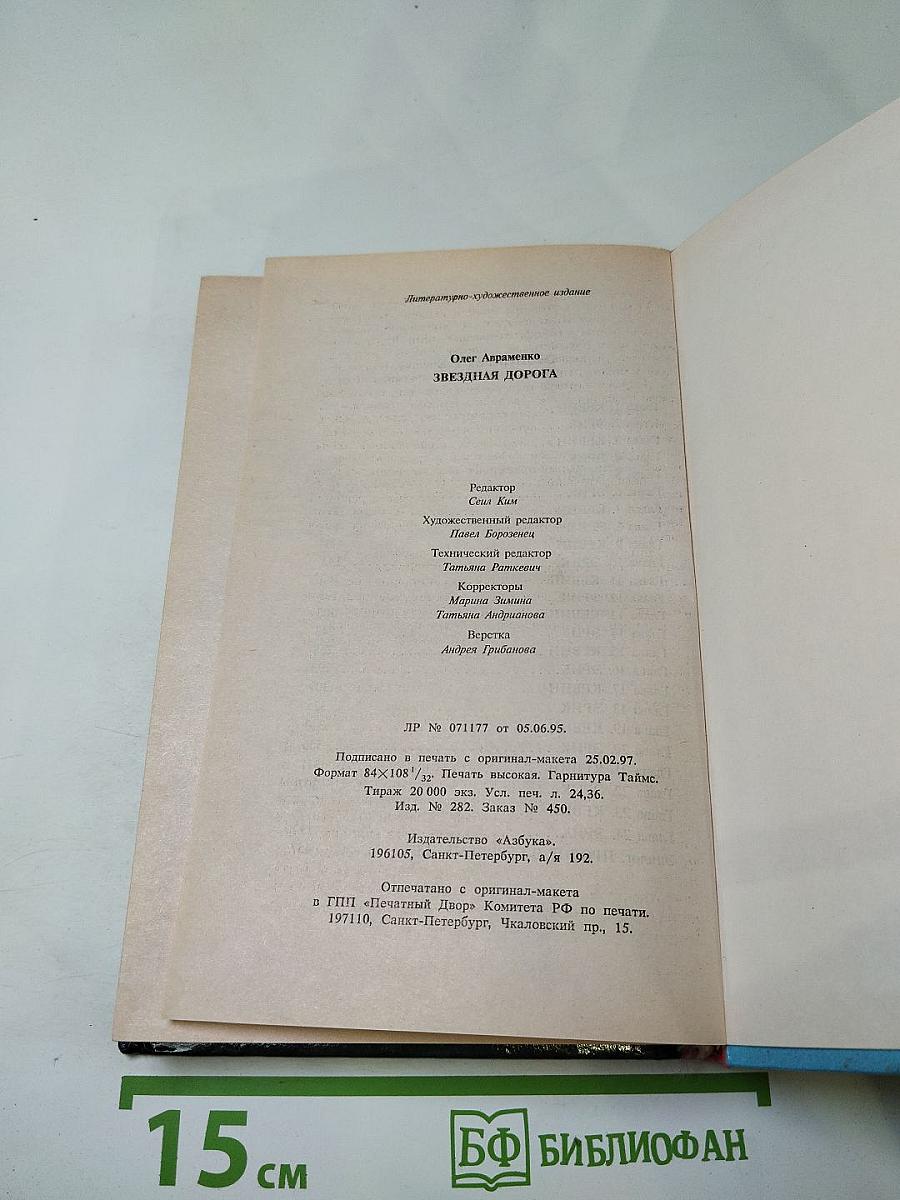 Литературно-художественное издание
Олег Авраменко
ЗВЕЗДНАЯ ДОРОГА
Редактор
Сеил Ким
Художественный редактор
Павел Борозенец
Технический редактор
Татьяна Раткевич
Корректоры
Марина Зимина
Татьяна Андрианова
Верстка
Андрея Грибанова
ЛР № 071177 от 05.06.95.
Подписано в печать с оригинал-макета 25.02.97.
Формат 84×108 1/32. Печать высокая. Гарнитура Таймс.
Тираж 20 000 экз. Усл. печ. л. 24,36.
Изд. № 282. Заказ № 450.
Издательство «Азбука».
196105, Санкт-Петербург, а/я 192.
Отпечатано с оригинал-макета
в ГПП «Печатный Двор» Комитета РФ по печати.
197110, Санкт-Петербург, Чкаловский пр., 15.
15 см
БФ БИБЛИОФАН